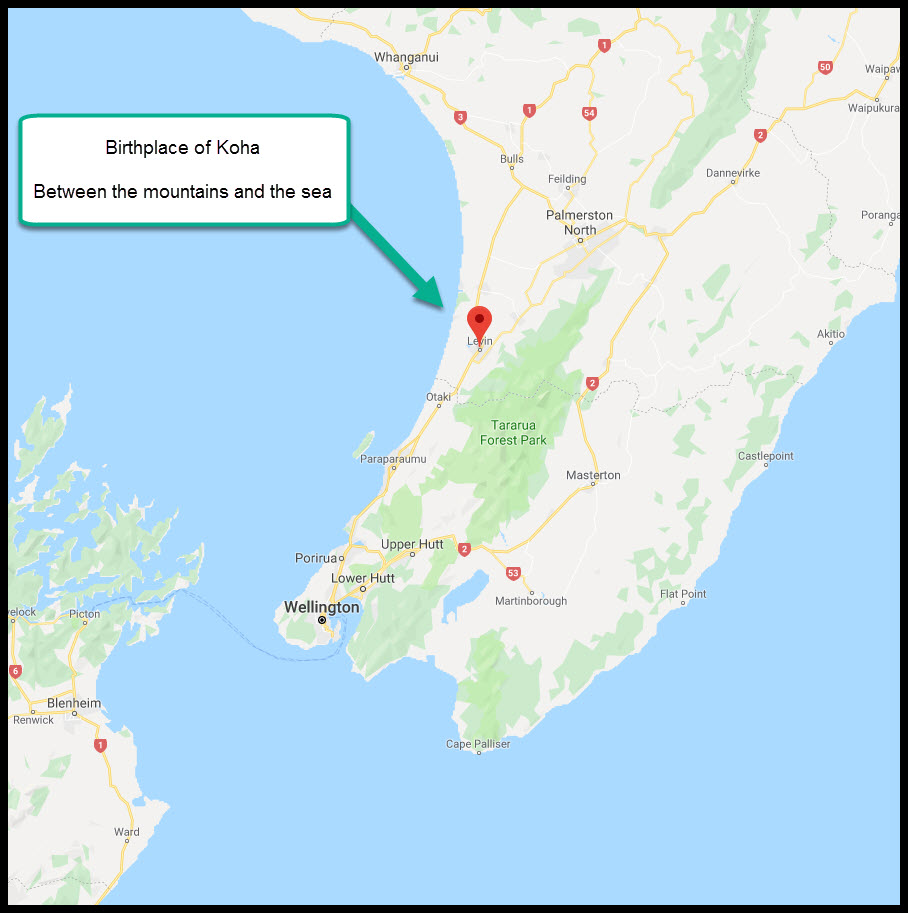 Whanganui
1
50
Waipaw
Waipukura
3
1
54
2
Birthplace of Koha
Between the mountains and the sea
Bulls
Feilding
Dannevirke
Palmerston
North
Poranga
Levin
Akitio
2
Otaki
Tararua
Forest Park
Paraparaumu
Castlepoint
Masterton
Upper Hutt
2
Porirua
Lower Hutt
53
Wellington
Martinborough
Flat Point
velock
Picton
6
Blenheim
Renwick
1
Cape Palliser
Ward